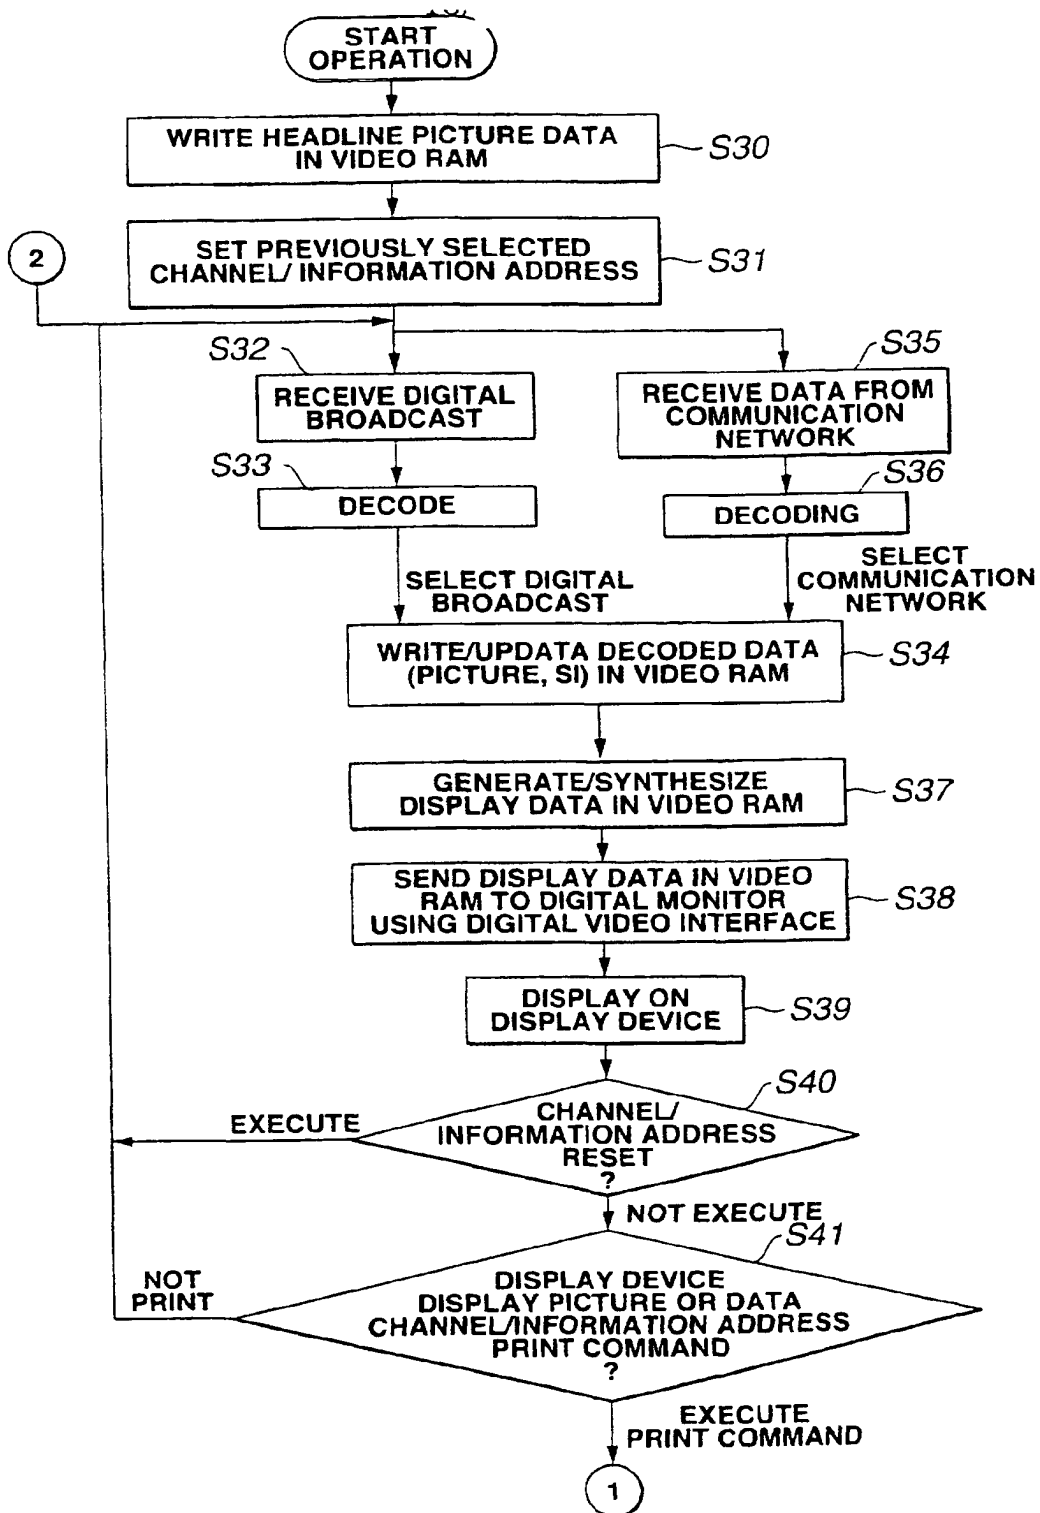 START
OPERATION
WRITE HEADLINE PICTURE DATA
IN VIDEO RAM
S30
SET PREVIOUSLY SELECTED
CHANNEL/ INFORMATION ADDRESS
S31
2
S32
RECEIVE DIGITAL
BROADCAST
S35
RECEIVE DATA FROM
COMMUNICATION
NETWORK
S33
DECODE
S36
DECODING
SELECT DIGITAL
BROADCAST
SELECT
COMMUNICATION
NETWORK
WRITE/UPDATA DECODED DATA
(PICTURE, SI) IN VIDEO RAM
S34
GENERATE/SYNTHESIZE
DISPLAY DATA IN VIDEO RAM
S37
SEND DISPLAY DATA IN VIDEO
RAM TO DIGITAL MONITOR
USING DIGITAL VIDEO INTERFACE
S38
DISPLAY ON
DISPLAY DEVICE
S39
S40
CHANNEL/
INFORMATION ADDRESS
RESET
?
EXECUTE
NOT EXECUTE
S41
DISPLAY DEVICE
DISPLAY PICTURE OR DATA
CHANNEL/INFORMATION ADDRESS
PRINT COMMAND
?
NOT
PRINT
EXECUTE
PRINT COMMAND
1